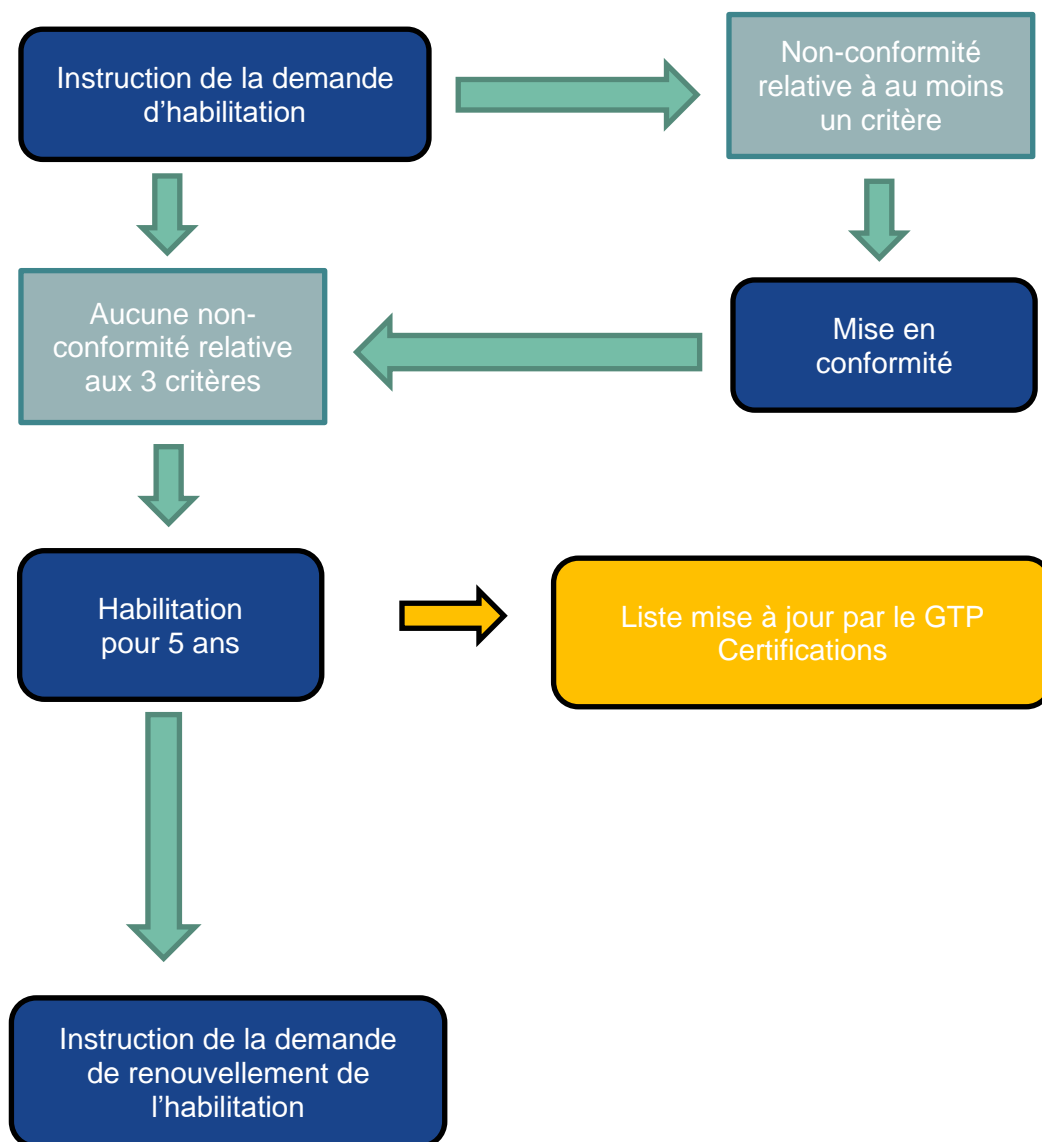 Instruction de la demande
d’habilitation
Non-conformité
relative à au moins
un critère
Aucune non-
conformité relative
aux 3 critères
Mise en
conformité
Habilitation
pour 5 ans
Liste mise à jour par le GTP
Certifications
Instruction de la demande
de renouvellement de
l’habilitation